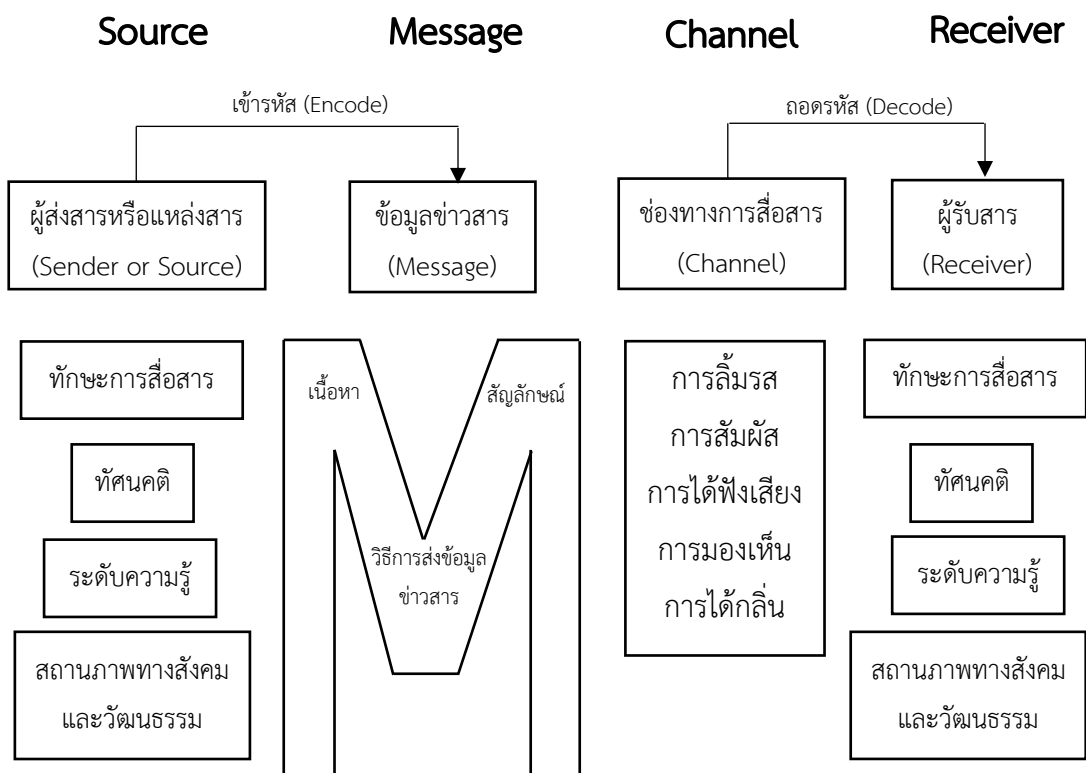 Source
Message
Channel
Receiver
เข้ารหัส (Encode)
ถอดรหัส (Decode)
ผู้ส่งสารหรือแหล่งสาร
(Sender or Source)
ข้อมูลข่าวสาร
(Message)
ช่องทางการสื่อสาร
(Channel)
ผู้รับสาร
(Receiver)
ทักษะการสื่อสาร
ทัศนคติ
ระดับความรู้
สถานภาพทางสังคม
และวัฒนธรรม
เนื้อหา
สัญลักษณ์
วิธีการส่งข้อมูล
ข่าวสาร
การลิ้มรส
การสัมผัส
การได้ฟังเสียง
การมองเห็น
การได้กลิ่น
ทักษะการสื่อสาร
ทัศนคติ
ระดับความรู้
สถานภาพทางสังคม
และวัฒนธรรม